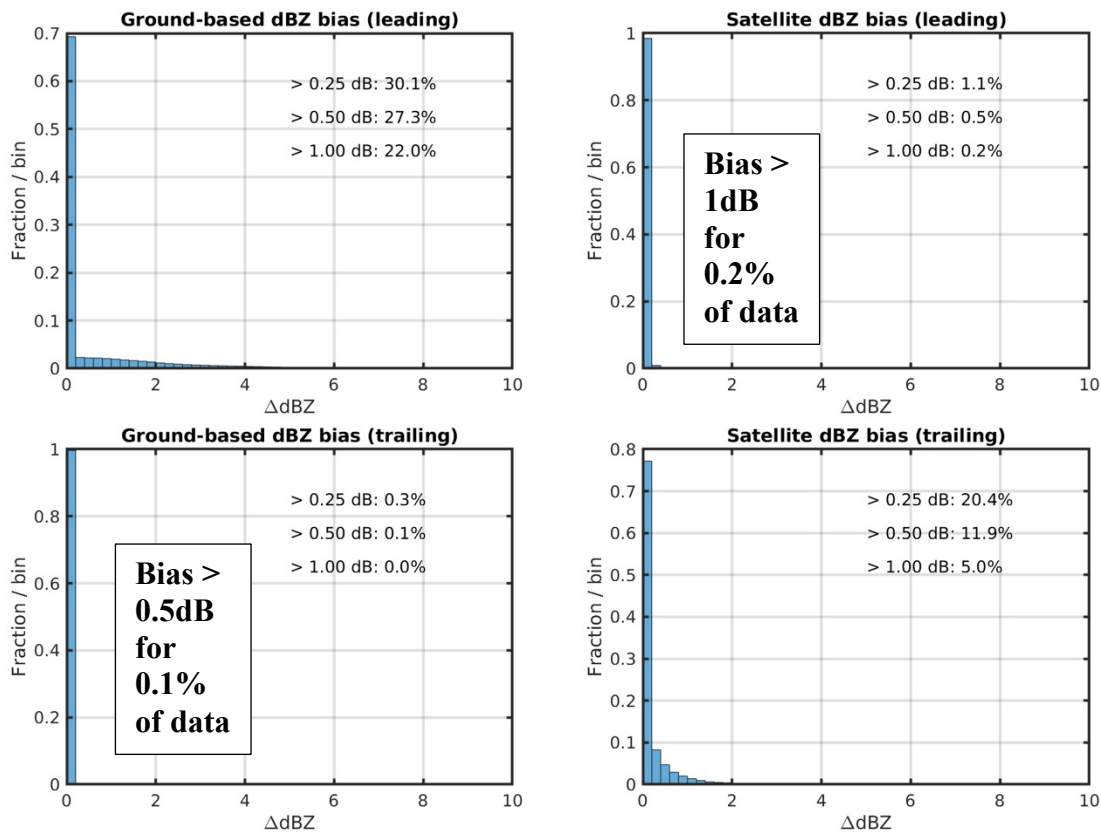 Ground-based dBZ bias (leading)
0.7
0.6
0.5
0.4
0.3
0.2
0.1
0
Fraction / bin
> 0.25 dB: 30.1%
> 0.50 dB: 27.3%
> 1.00 dB: 22.0%
0 2 4 6 8 10
ΔdBZ
Satellite dBZ bias (leading)
1
0.8
0.6
0.4
0.2
0
Fraction / bin
> 0.25 dB: 1.1%
> 0.50 dB: 0.5%
> 1.00 dB: 0.2%
Bias >
1dB
for
0.2%
of data
0 2 4 6 8 10
ΔdBZ
Ground-based dBZ bias (trailing)
1
0.8
0.6
0.4
0.2
0
Fraction / bin
> 0.25 dB: 0.3%
> 0.50 dB: 0.1%
> 1.00 dB: 0.0%
Bias >
0.5dB
for
0.1%
of data
0 2 4 6 8 10
ΔdBZ
Satellite dBZ bias (trailing)
0.8
0.7
0.6
0.5
0.4
0.3
0.2
0.1
0
Fraction / bin
> 0.25 dB: 20.4%
> 0.50 dB: 11.9%
> 1.00 dB: 5.0%
0 2 4 6 8 10
ΔdBZ